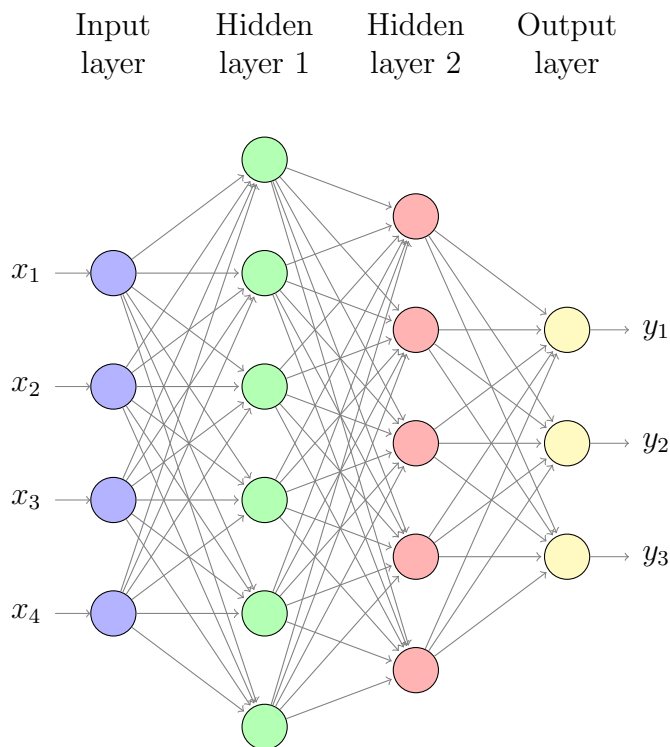 Input
layer
Hidden
layer 1
Hidden
layer 2
Output
layer
x₁
x₂
x₃
x₄
y₁
y₂
y₃